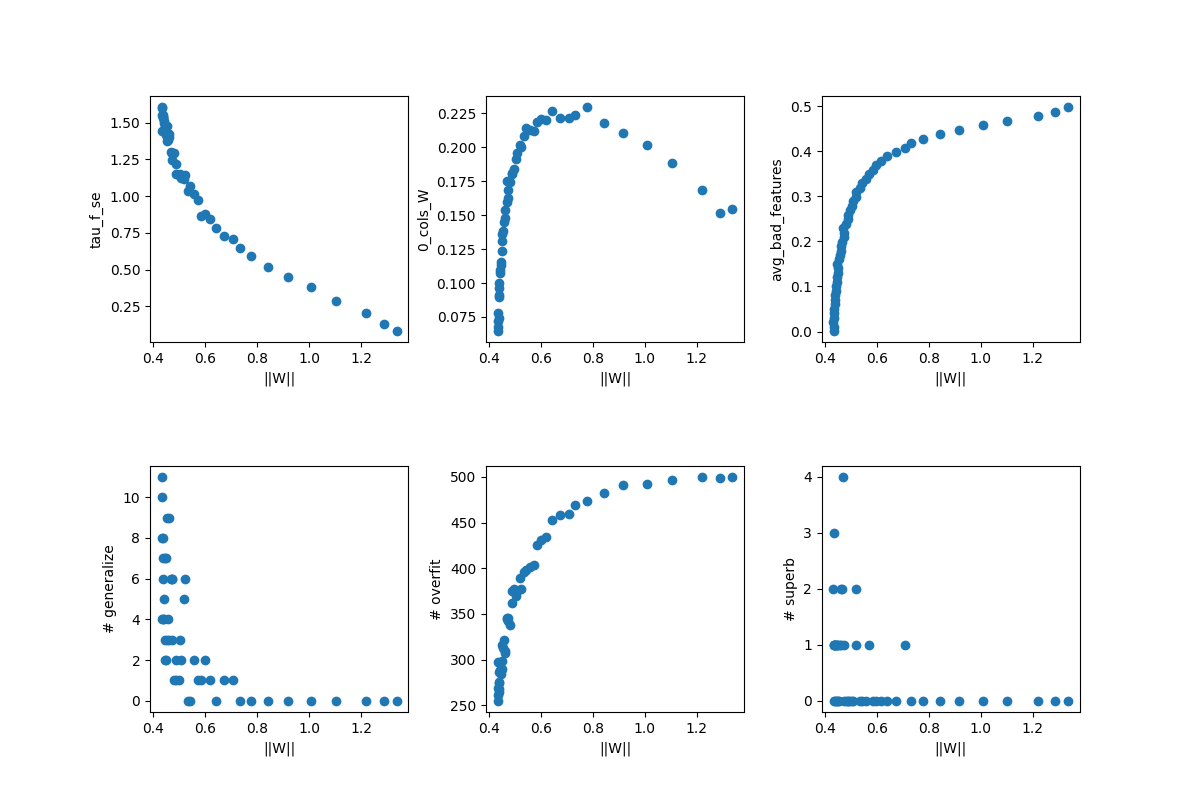 tau_f_se
1.50
1.25
1.00
0.75
0.50
0.25
0.4 0.6 0.8 1.0 1.2
||W||
0_cols_W
0.225
0.200
0.175
0.150
0.125
0.100
0.075
0.4 0.6 0.8 1.0 1.2
||W||
avg_bad_features
0.5
0.4
0.3
0.2
0.1
0.0
0.4 0.6 0.8 1.0 1.2
||W||
# generalize
10
8
6
4
2
0
0.4 0.6 0.8 1.0 1.2
||W||
# overfit
500
450
400
350
300
250
0.4 0.6 0.8 1.0 1.2
||W||
# superb
4
3
2
1
0
0.4 0.6 0.8 1.0 1.2
||W||